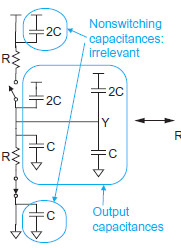 Nonswitching
capacitances:
irrelevant
2C
R
2C
2C
Y
R
C
C
R
C
Output
capacitances